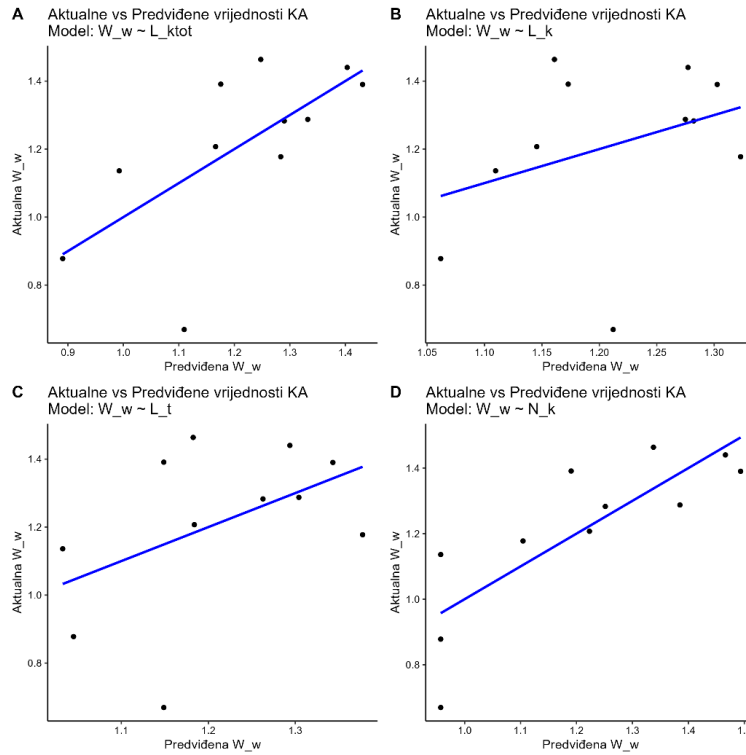 A
Aktualne vs Predviđene vrijednosti KA
Model: W_w ~ L_ktot
1.4
1.2
1.0
0.8
Aktualna W_w
0.9
1.0
1.1
1.2
1.3
1.4
Predviđena W_w
B
Aktualne vs Predviđene vrijednosti KA
Model: W_w ~ L_k
1.4
1.2
1.0
0.8
Aktualna W_w
1.05
1.10
1.15
1.20
1.25
1.30
Predviđena W_w
C
Aktualne vs Predviđene vrijednosti KA
Model: W_w ~ L_t
1.4
1.2
1.0
0.8
Aktualna W_w
1.1
1.2
1.3
Predviđena W_w
D
Aktualne vs Predviđene vrijednosti KA
Model: W_w ~ N_k
1.4
1.2
1.0
0.8
Aktualna W_w
1.0
1.1
1.2
1.3
1.4
Predviđena W_w